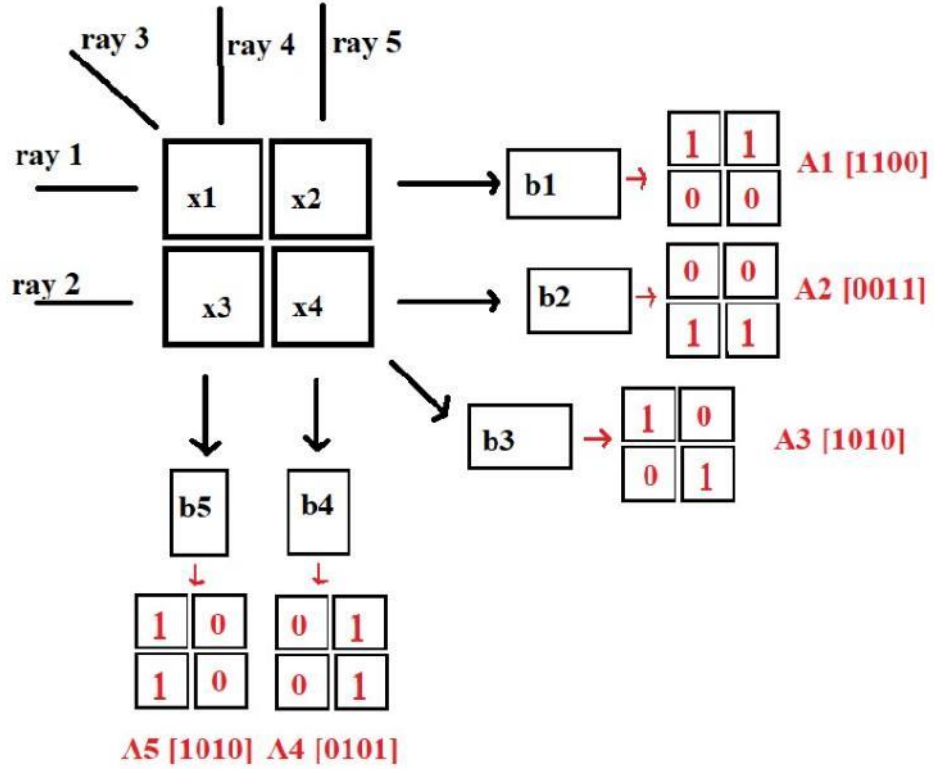 ray 3
ray 4
ray 5
ray 1
x1 x2
b1
1 1
0 0
A1 [1100]
ray 2
x3 x4
b2
0 0
1 1
A2 [0011]
b3
1 0
0 1
A3 [1010]
b5
b4
1 0
1 0
0 1
0 1
A5 [1010]
A4 [0101]